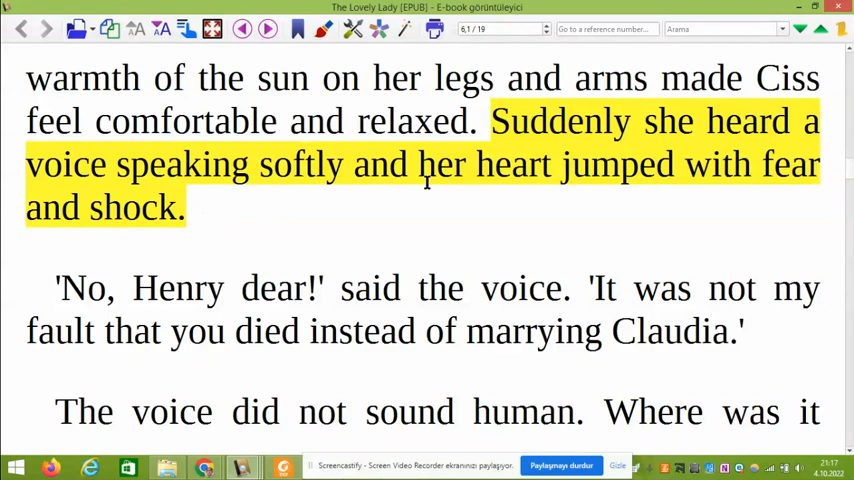 The Lovely Lady [EPUB] - E-book görüntüleyici
6,1 / 19
Go to a reference number...
Arama
warmth of the sun on her legs and arms made Ciss
feel comfortable and relaxed. Suddenly she heard a
voice speaking softly and her heart jumped with fear
and shock.
'No, Henry dear!' said the voice. 'It was not my
fault that you died instead of marrying Claudia.'
The voice did not sound human. Where was it
Screencastify - Screen Video Recorder ekranınızı paylaşıyor.
Paylaşmayı durdur
Gizle
21:17
4.10.2022